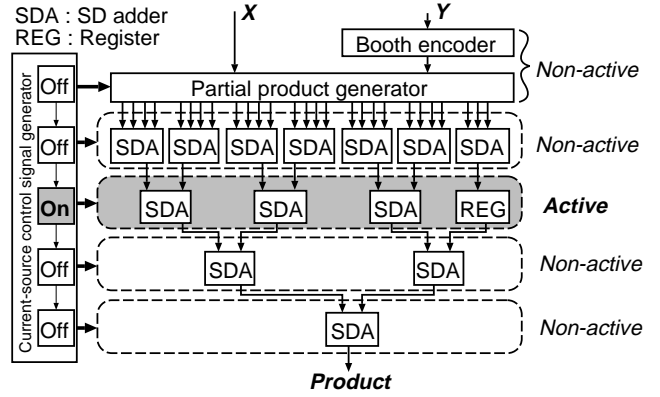 SDA : SD adder
REG : Register
X
Y
Booth encoder
Non-active
Current-source control signal generator
Off
Partial product generator
Off
SDA SDA SDA SDA SDA SDA SDA
Non-active
On
SDA SDA SDA REG
Active
Off
SDA SDA
Non-active
Off
SDA
Non-active
Product